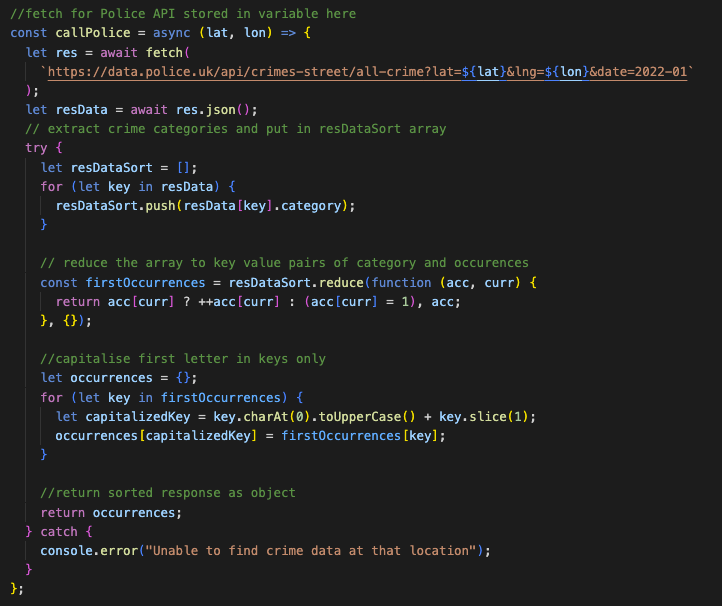 //fetch for Police API stored in variable here
const callPolice = async (lat, lon) => {
  let res = await fetch(
    `https://data.police.uk/api/crimes-street/all-crime?lat=${lat}&lng=${lon}&date=2022-01`
  );
  let resData = await res.json();
  // extract crime categories and put in resDataSort array
  try {
    let resDataSort = [];
    for (let key in resData) {
      resDataSort.push(resData[key].category);
    }

    // reduce the array to key value pairs of category and occurences
    const firstOccurrences = resDataSort.reduce(function (acc, curr) {
      return acc[curr] ? ++acc[curr] : (acc[curr] = 1), acc;
    }, {});

    //capitalise first letter in keys only
    let occurrences = {};
    for (let key in firstOccurrences) {
      let capitalizedKey = key.charAt(0).toUpperCase() + key.slice(1);
      occurrences[capitalizedKey] = firstOccurrences[key];
    }

    //return sorted response as object
    return occurrences;
  } catch {
    console.error("Unable to find crime data at that location");
  }
};